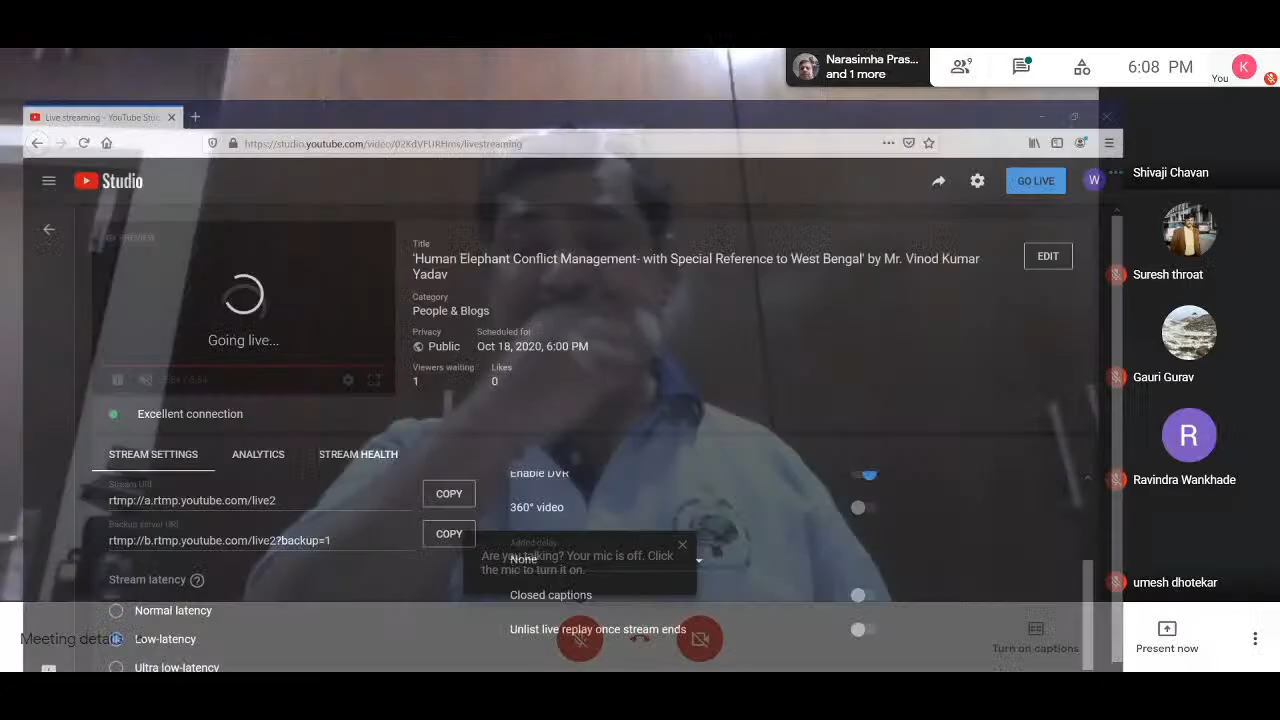 Narasimha Pras...
and 1 more
9
6:08 PM
You
K
Live streaming - YouTube Stud
https://studio.youtube.com/video/02KdVFURHms/livestreaming
Studio
GO LIVE
W
Shivaji Chavan
PREVIEW
Going live...
Title
'Human Elephant Conflict Management- with Special Reference to West Bengal' by Mr. Vinod Kumar
Yadav
EDIT
Category
People & Blogs
Privacy
Scheduled for
Public
Oct 18, 2020, 6:00 PM
Viewers waiting
Likes
1
0
Suresh throat
Gauri Gurav
R
Ravindra Wankhade
umesh dhotekar
Excellent connection
STREAM SETTINGS
ANALYTICS
STREAM HEALTH
Stream URL
rtmp://a.rtmp.youtube.com/live2
COPY
Backup server URL
rtmp://b.rtmp.youtube.com/live2?backup=1
COPY
Stream latency
Normal latency
Low-latency
Ultra low-latency
Enable DVR
360° video
Added delay
None
Are you talking? Your mic is off. Click
the mic to turn it on.
Closed captions
Unlist live replay once stream ends
Meeting details
Turn on captions
Present now